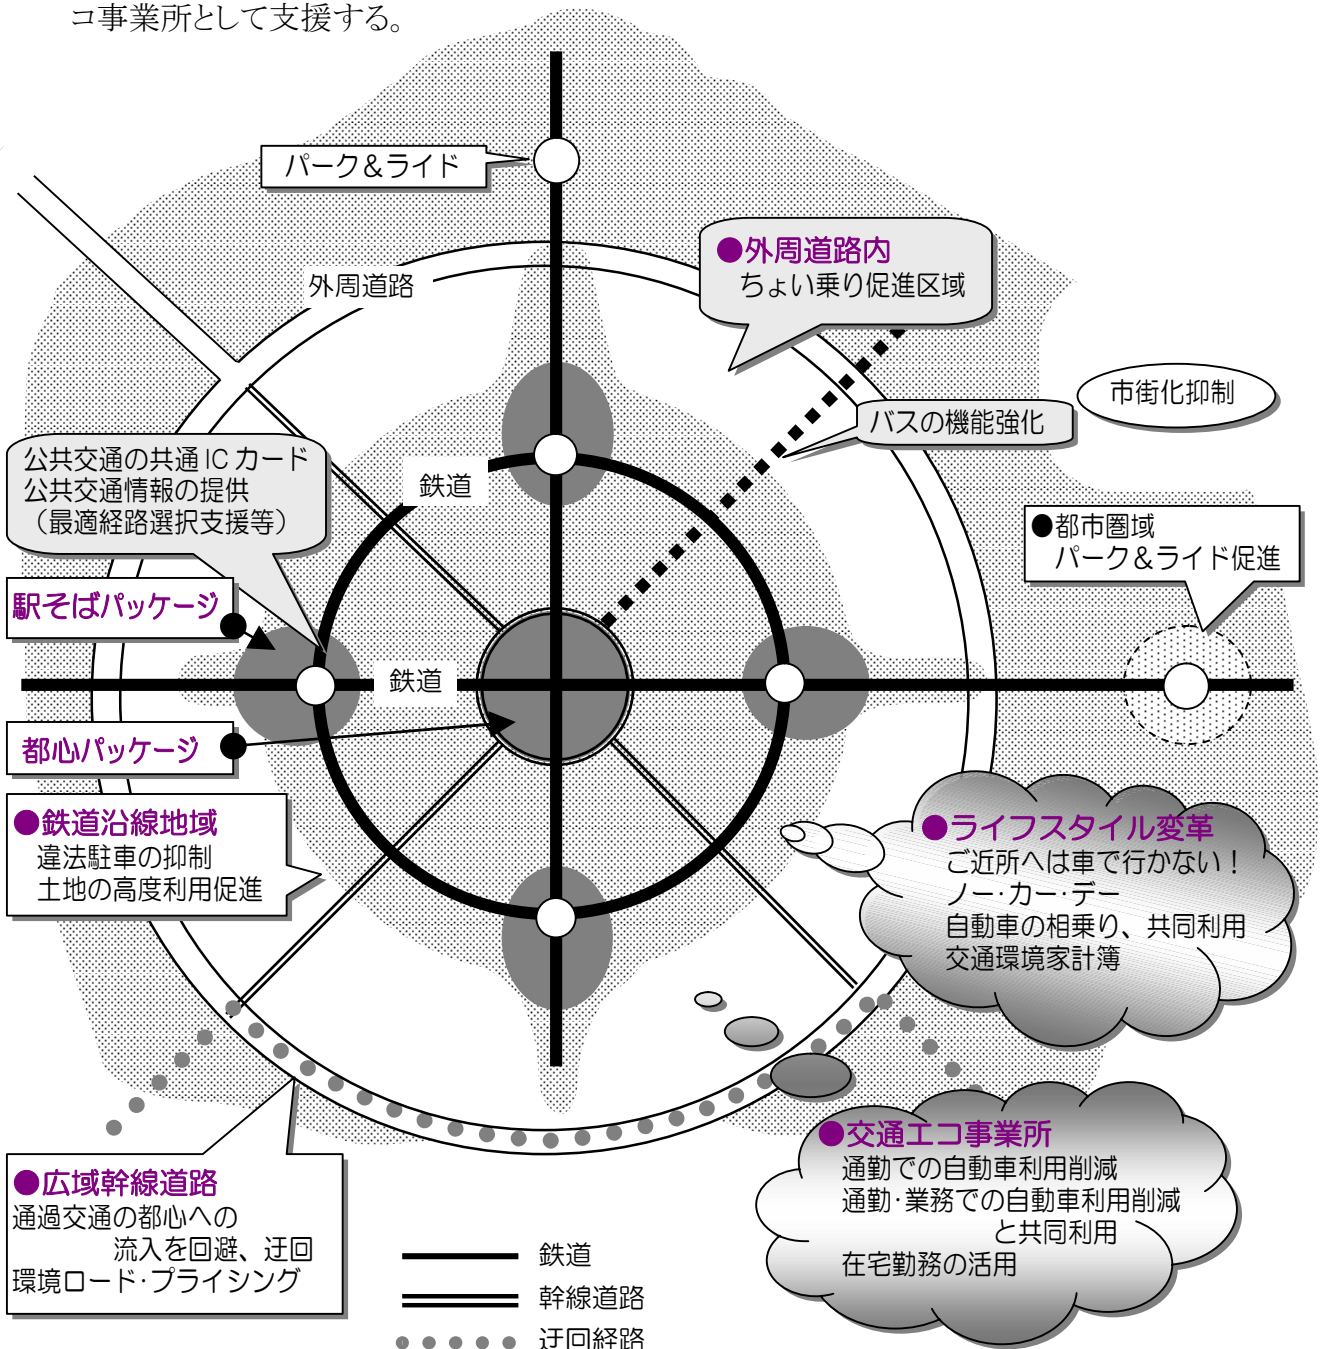 コ事業所として支援する。
パーク&ライド
●外周道路内
ちょい乗り促進区域
外周道路
市街化抑制
バスの機能強化
公共交通の共通ICカード
公共交通情報の提供
（最適経路選択支援等）
鉄道
●都市圏域
パーク&ライド促進
駅そばパッケージ
鉄道
都心パッケージ
●鉄道沿線地域
違法駐車の抑制
土地の高度利用促進
●ライフスタイル変革
ご近所へは車で行かない！
ノー・カー・デー
自動車の相乗り、共同利用
交通環境家計簿
●交通エコ事業所
通勤での自動車利用削減
通勤・業務での自動車利用削減
と共同利用
在宅勤務の活用
●広域幹線道路
通過交通の都心への
流入を回避、迂回
環境ロード・プライシング
鉄道
幹線道路
迂回経路